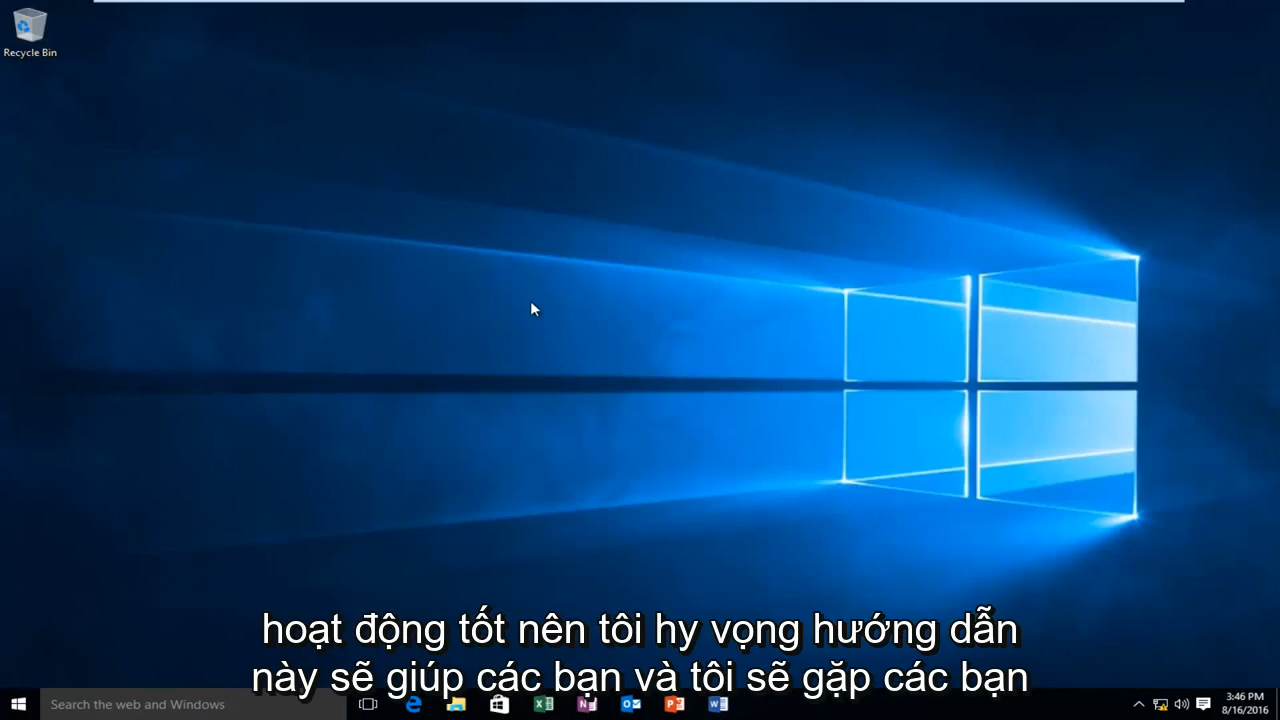 Recycle Bin
hoạt động tốt nên tôi hy vọng hướng dẫn
này sẽ giúp các bạn và tôi sẽ gặp các bạn
Search the web and Windows
3:46 PM
8/16/2016